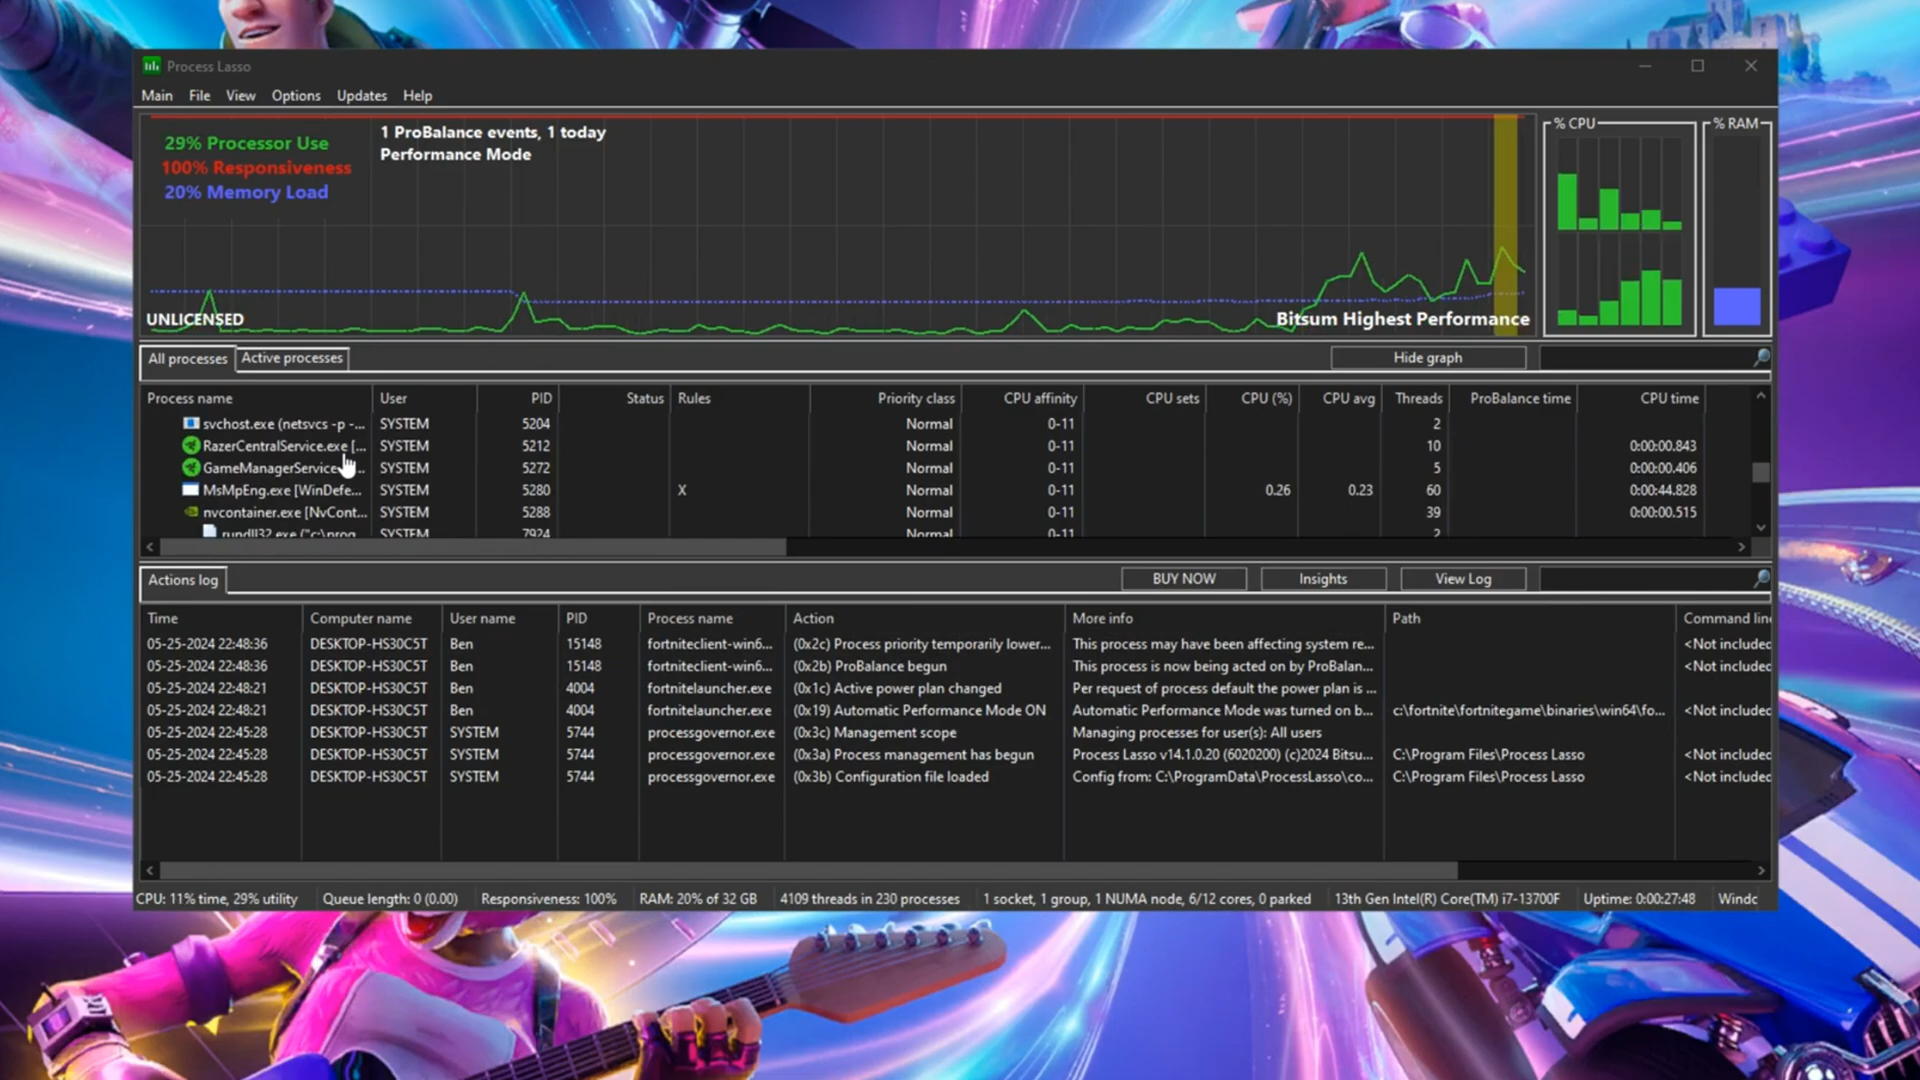 Process Lasso
Main File View Options Updates Help
29% Processor Use
100% Responsiveness
20% Memory Load
1 ProBalance events, 1 today
Performance Mode
% CPU
% RAM
UNLICENSED
Bitsum Highest Performance
All processes Active processes Hide graph
Process name User PID Status Rules Priority class CPU affinity CPU sets CPU (%) CPU avg Threads ProBalance time CPU time
svchost.exe (netsvcs -p -... SYSTEM 5204 Normal 0-11 2
RazerCentralService.exe [... SYSTEM 5212 Normal 0-11 10 0:00:00.843
GameManagerService... SYSTEM 5272 Normal 0-11 5 0:00:00.406
MsMpEng.exe [WinDefe... SYSTEM 5280 X Normal 0-11 0.26 0.23 60 0:00:44.828
nvcontainer.exe [NvCont... SYSTEM 5288 Normal 0-11 39 0:00:00.515
rundll32.exe ("c:\prog... SYSTEM 7924 Normal 0-11 2
Actions log BUY NOW Insights View Log
Time Computer name User name PID Process name Action More info Path Command line
05-25-2024 22:48:36 DESKTOP-HS30C5T Ben 15148 fortniteclient-win6... (0x2c) Process priority temporarily lower... This process may have been affecting system re... <Not included
05-25-2024 22:48:36 DESKTOP-HS30C5T Ben 15148 fortniteclient-win6... (0x2b) ProBalance begun This process is now being acted on by ProBalan... <Not included
05-25-2024 22:48:21 DESKTOP-HS30C5T Ben 4004 fortnitelauncher.exe (0x1c) Active power plan changed Per request of process default the power plan is ... <Not included
05-25-2024 22:48:21 DESKTOP-HS30C5T Ben 4004 fortnitelauncher.exe (0x19) Automatic Performance Mode ON Automatic Performance Mode was turned on b... c:\fortnite\fortnitegame\binaries\win64\fo... <Not included
05-25-2024 22:45:28 DESKTOP-HS30C5T SYSTEM 5744 processgovernor.exe (0x3c) Management scope Managing processes for user(s): All users
05-25-2024 22:45:28 DESKTOP-HS30C5T SYSTEM 5744 processgovernor.exe (0x3a) Process management has begun Process Lasso v14.1.0.20 (6020200) (c)2024 Bitsu... C:\Program Files\Process Lasso <Not included
05-25-2024 22:45:28 DESKTOP-HS30C5T SYSTEM 5744 processgovernor.exe (0x3b) Configuration file loaded Config from: C:\ProgramData\ProcessLasso\co... C:\Program Files\Process Lasso <Not included
CPU: 11% time, 29% utility Queue length: 0 (0.00) Responsiveness: 100% RAM: 20% of 32 GB 4109 threads in 230 processes 1 socket, 1 group, 1 NUMA node, 6/12 cores, 0 parked 13th Gen Intel(R) Core(TM) i7-13700F Uptime: 0:00:27:48 Windc